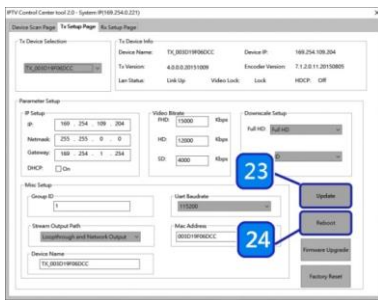 IPTV Control Center tool 2.0 - System IP(169.254.0.221)
Device Scan Page Tx Setup Page Rx Setup Page
Tx Device Selection
TX_003D19F06DCC
Tx Device Info
Device Name: TX_003D19F06DCC Device IP: 169.254.109.204
Tx Version: 4.0.0.0.20151009 Encoder Version: 7.1.2.0.11.20150805
Lan Status: Link Up Video Lock: Lock HDCP: Off
Parameter Setup
IP Setup
IP: 169 . 254 . 109 . 204
Netmask: 255 . 255 . 0 . 0
Gateway: 169 . 254 . 1 . 254
DHCP: On
Video Bitrate
FHD: 15000 Kbps
HD: 12000 Kbps
SD: 4000 Kbps
Downscale Setup
Full HD: Full HD
D
23
24
Misc Setup
Group ID
1
Uart Baudrate
115200
Stream Output Path
Loopthrough and Network Output
Mac Address
003D19F06DCC
Device Name
TX_003D19F06DCC
Update
Reboot
Firmware Upgrade
Factory Reset